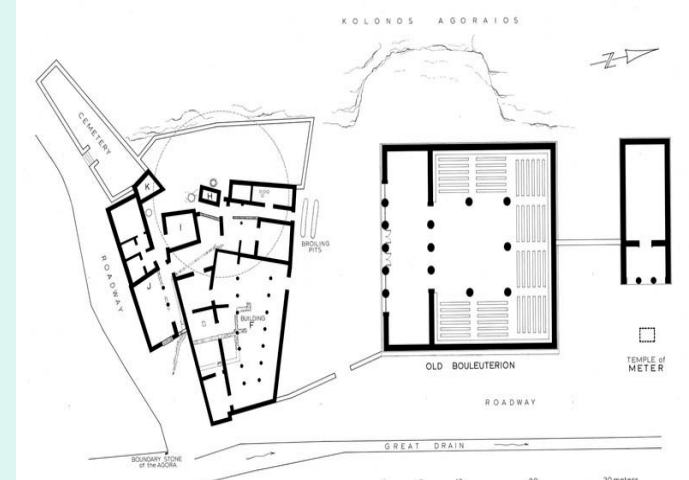 KOLONOS AGORAIOS
CEMETERY
K
H
I
J
ROADWAY
BROILING
PITS
BUILDING
F
OLD BOULEUTERION
TEMPLE of
METER
ROADWAY
GREAT DRAIN
BOUNDARY STONE
of the AGORA
20 meters